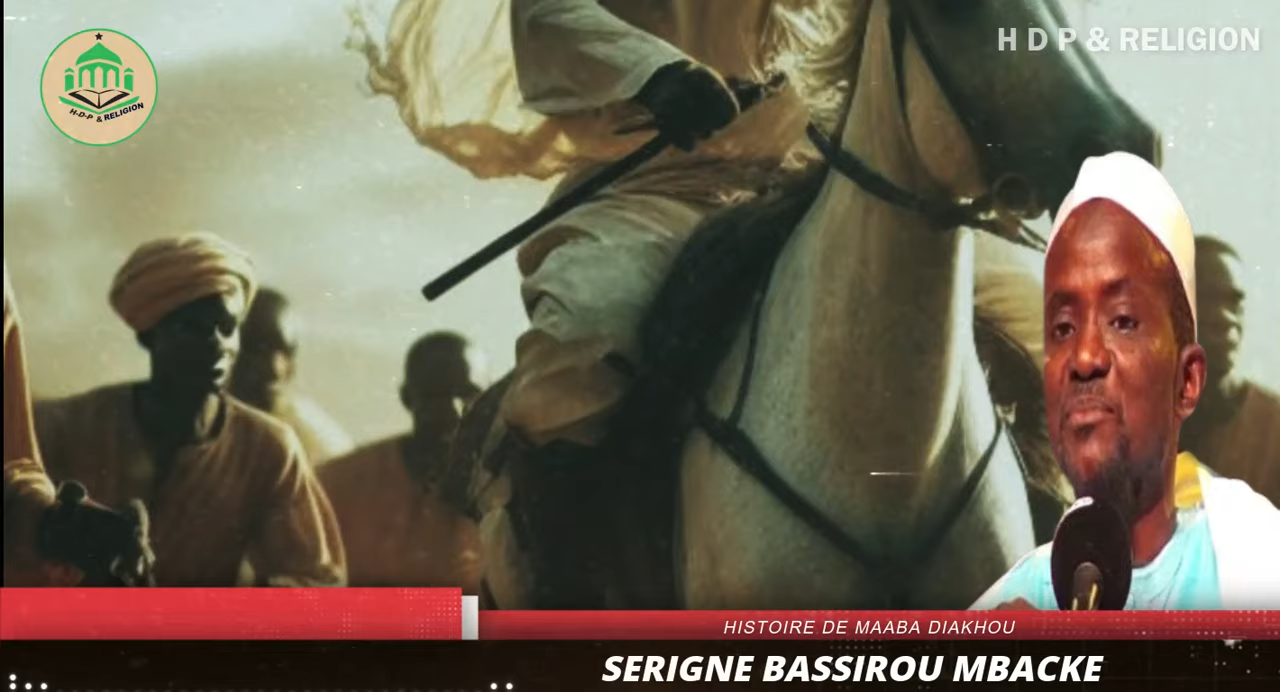 H D P & RELIGION
H-D-P & RELIGION
HISTOIRE DE MAABA DIAKHOU
SERIGNE BASSIROU MBACKE